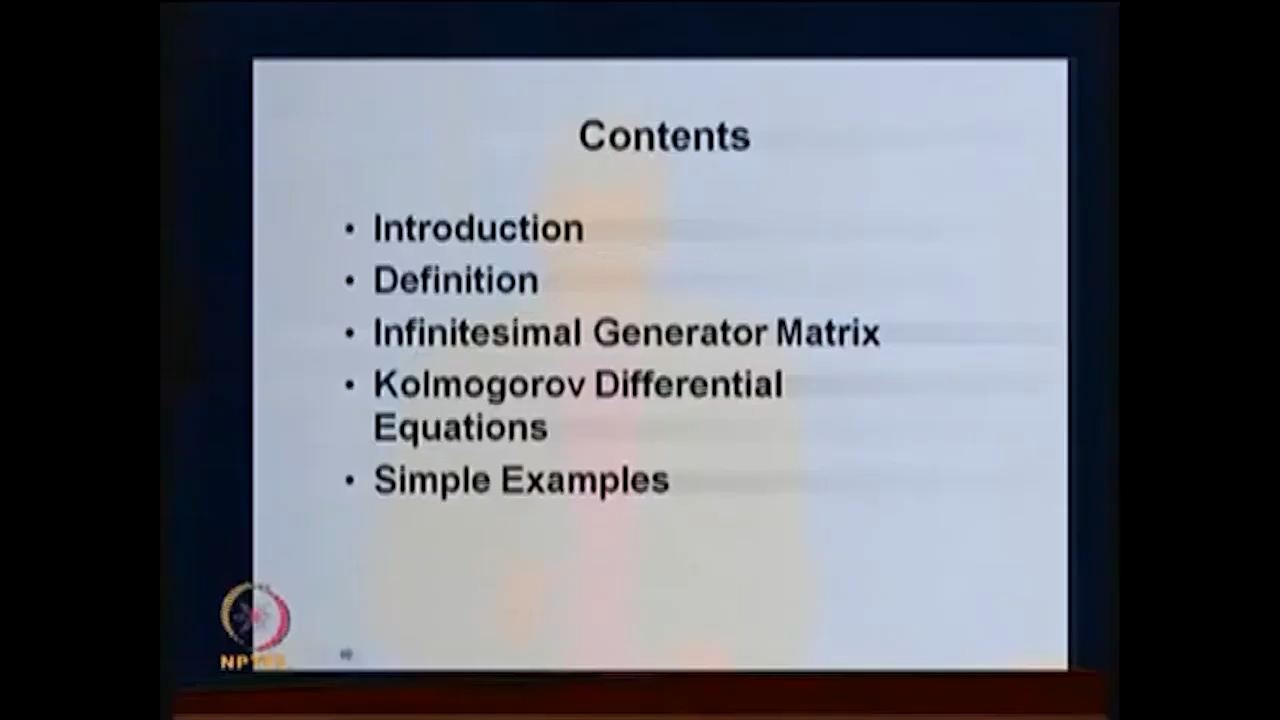 Contents
• Introduction
• Definition
• Infinitesimal Generator Matrix
• Kolmogorov Differential
Equations
• Simple Examples
NPTEL